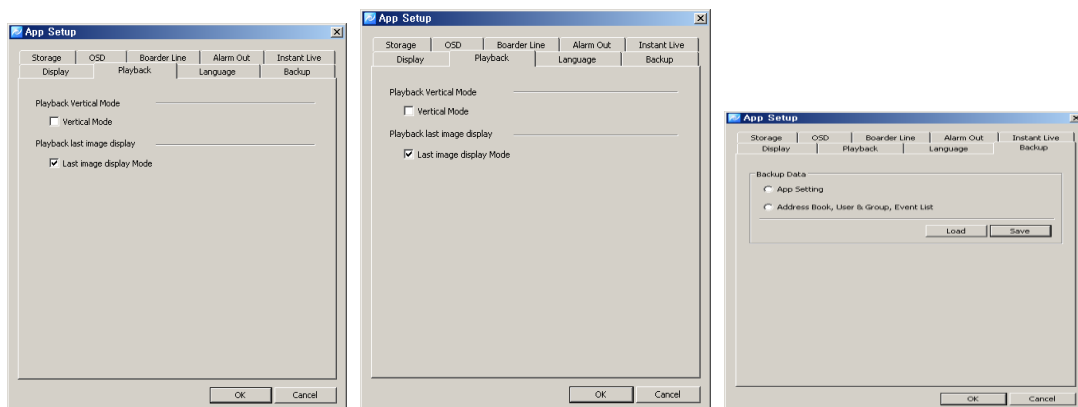 App Setup
Storage OSD Boarder Line Alarm Out Instant Live
Display Playback Language Backup
Playback Vertical Mode
Vertical Mode
Playback last image display
Last image display Mode
OK Cancel
App Setup
Storage OSD Boarder Line Alarm Out Instant Live
Display Playback Language Backup
Playback Vertical Mode
Vertical Mode
Playback last image display
Last image display Mode
OK Cancel
App Setup
Storage OSD Boarder Line Alarm Out Instant Live
Display Playback Language Backup
Backup Data
App Setting
Address Book, User & Group, Event List
Load Save
OK Cancel